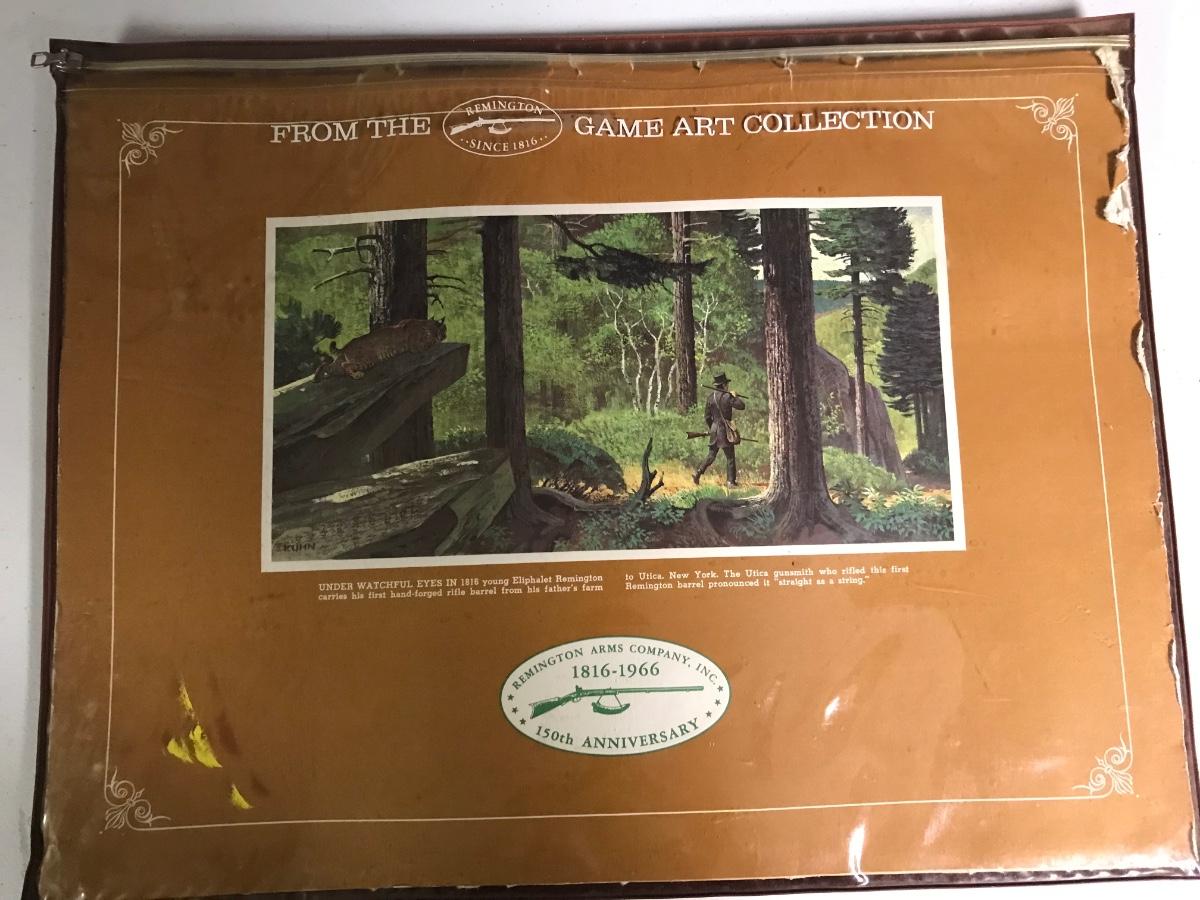 FROM THE REMINGTON SINCE 1816 GAME ART COLLECTION
KUHN
UNDER WATCHFUL EYES IN 1816 young Eliphalet Remington
carries his first hand-forged rifle barrel from his father's farm
to Utica, New York. The Utica gunsmith who rifled this first
Remington barrel pronounced it "straight as a string."
REMINGTON ARMS COMPANY, INC.
1816-1966
150th ANNIVERSARY